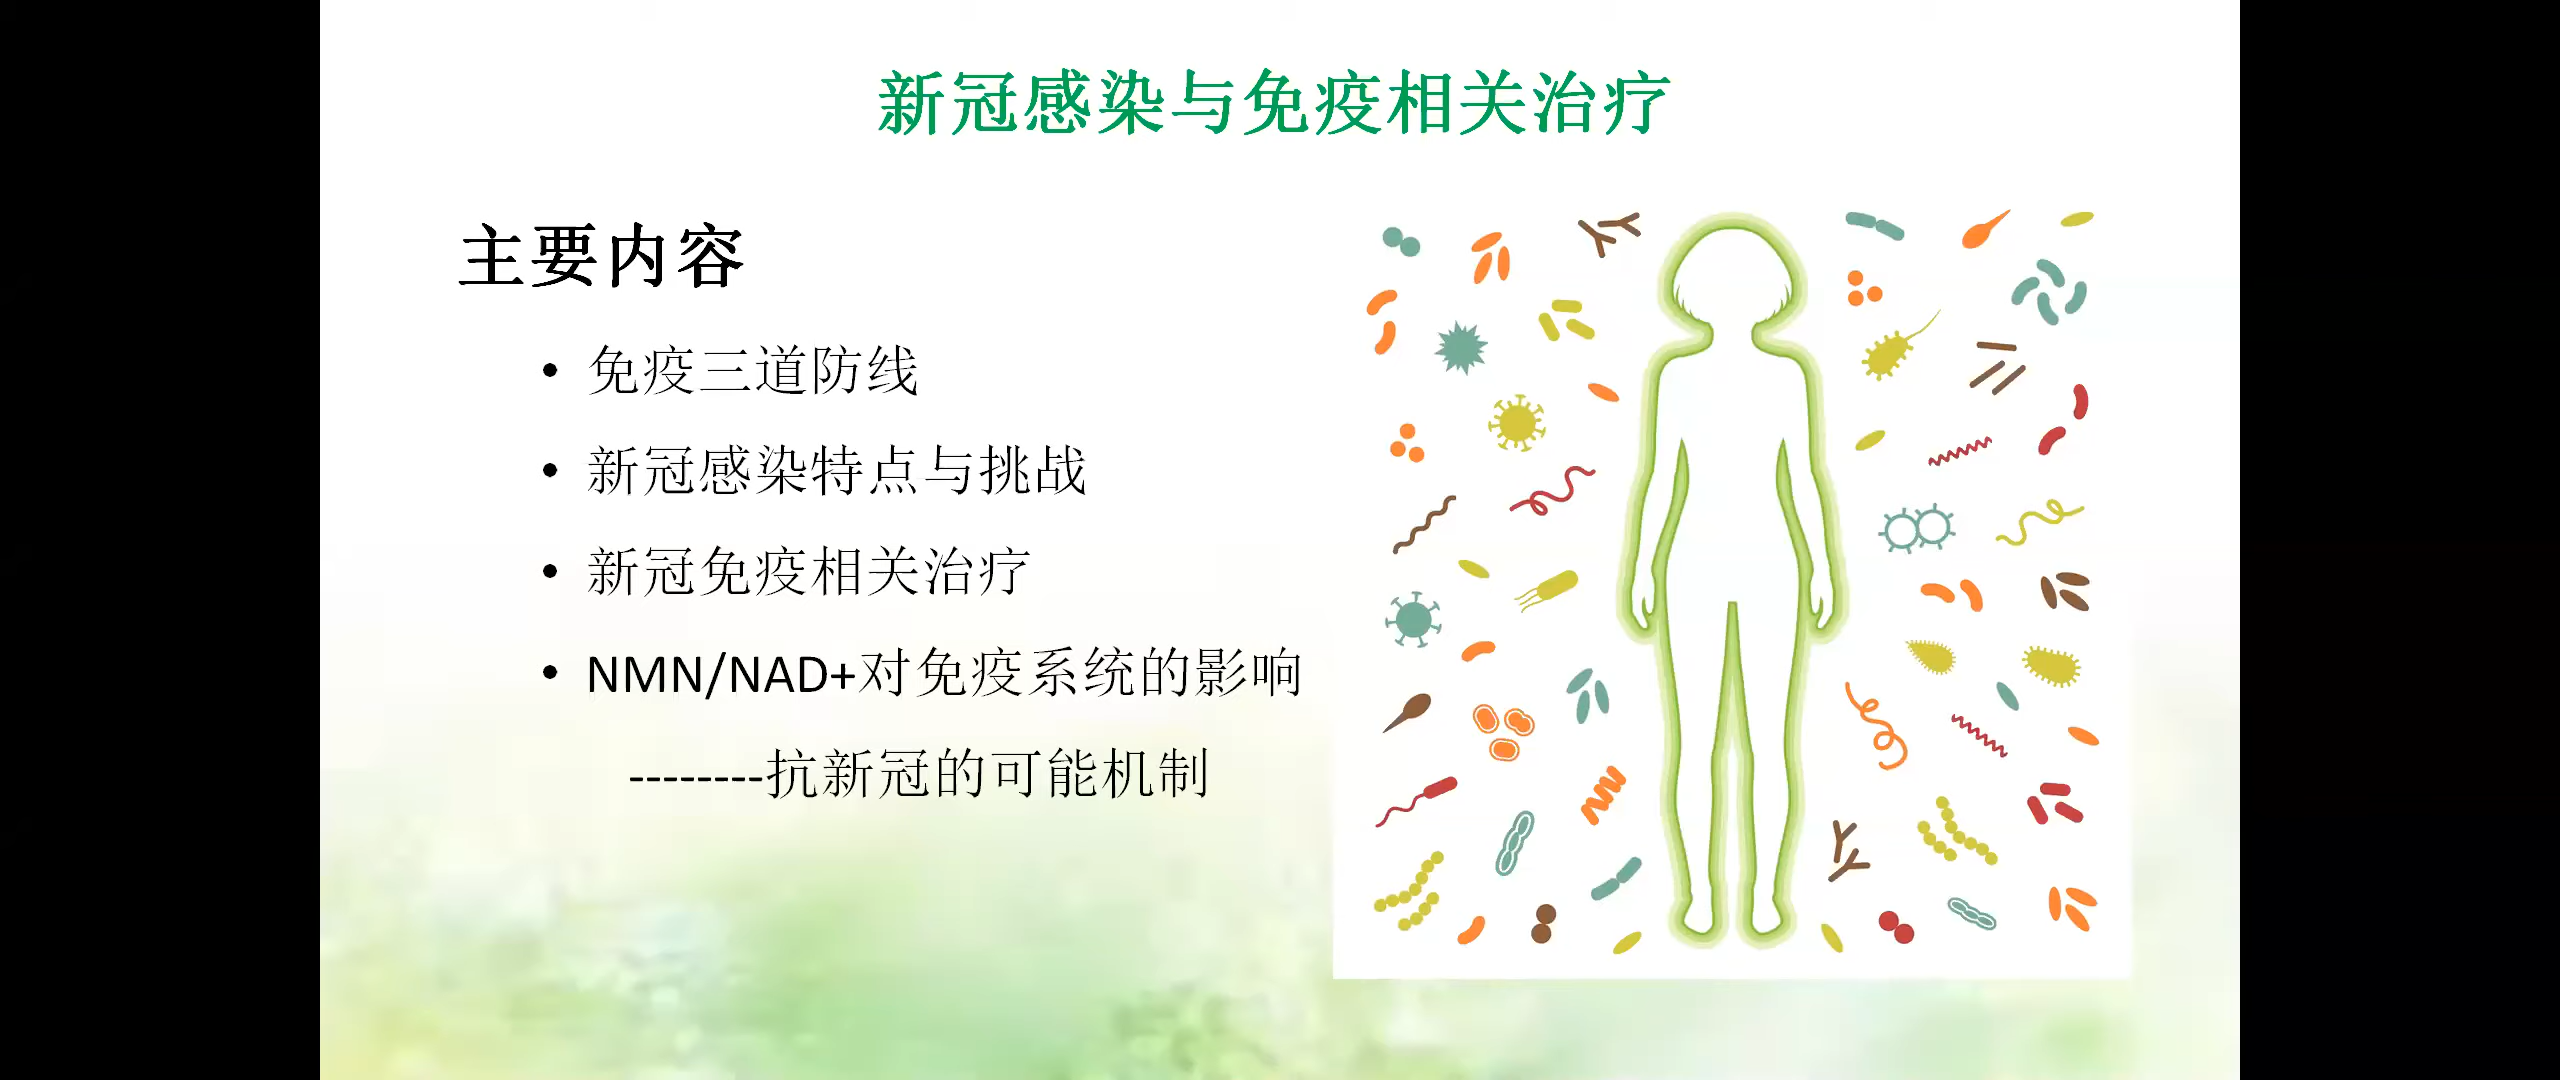 新冠感染与免疫相关治疗
主要内容
• 免疫三道防线
• 新冠感染特点与挑战
• 新冠免疫相关治疗
• NMN/NAD+对免疫系统的影响
--------抗新冠的可能机制